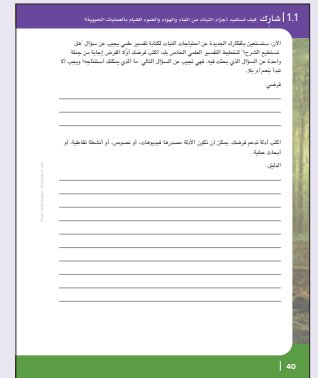 1.1 | شارك كيف تستفيد أجزاء النبات من الماء والهواء والضوء للقيام بالعمليات الحيوية؟
الآن، ستستعين بأفكارك الجديدة عن احتياجات النبات لكتابة تفسير علمي يجيب عن سؤال "هل
تستطيع الشرح؟" لتخطيط التفسير العلمي الخاص بك، اكتب فرضك أولًا. الفرض إجابة من جملة
واحدة عن السؤال الذي بحثت فيه. فهي تجيب عن السؤال التالي: ما الذي يمكنك استنتاجه؟ ويجب ألا
تبدأ بنعم أو بلا.
فرضي:
اكتب أدلة تدعم فرضك. يمكن أن تكون الأدلة مصدرها فيديوهات، أو نصوص، أو أنشطة تفاعلية، أو
أبحاث عملية.
الدليل:
40